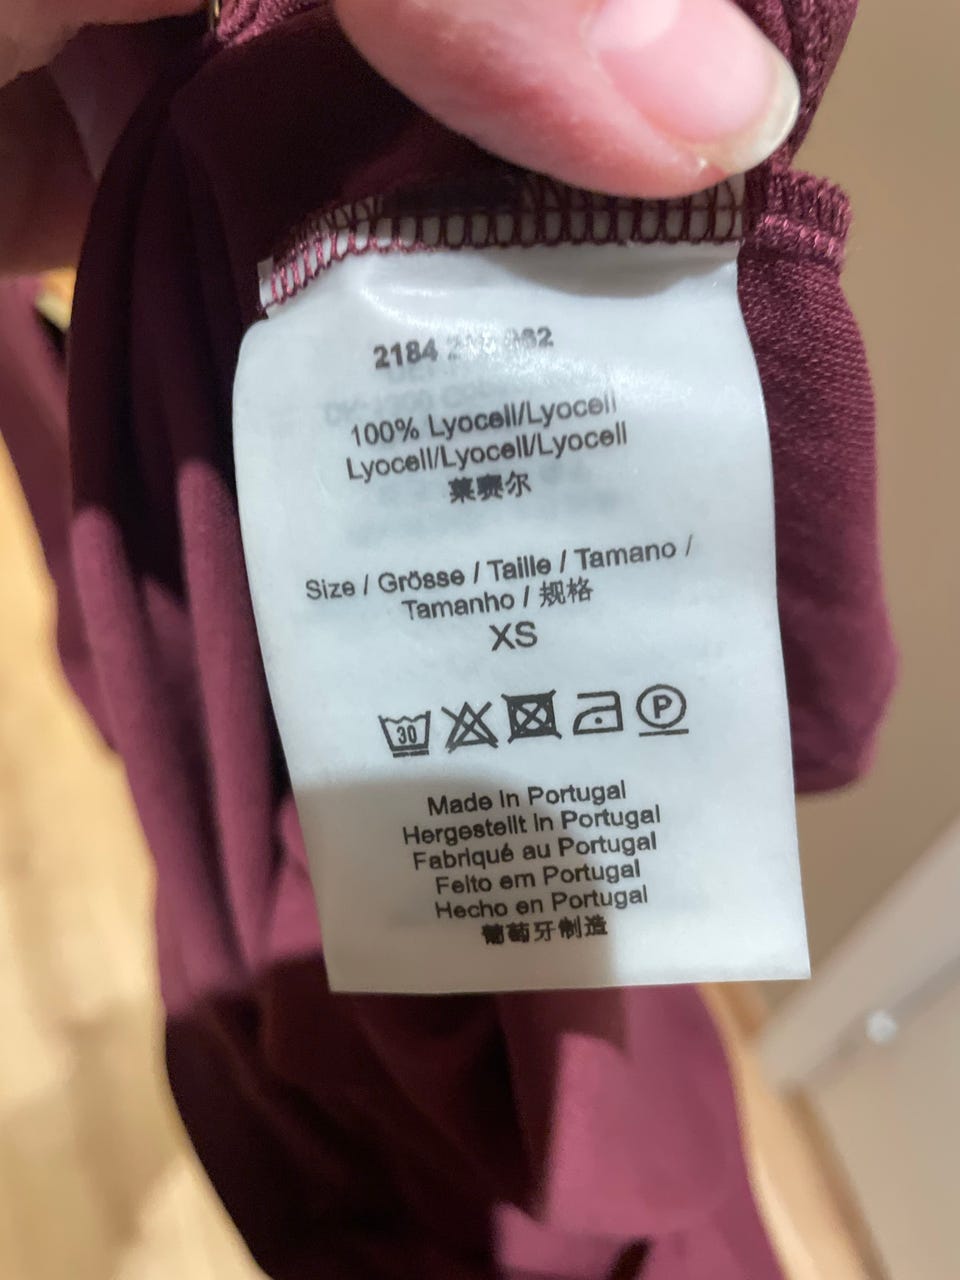 2184
100% Lyocell/Lyocell
Lyocell/Lyocell/Lyocell
莱赛尔
Size / Grösse / Taille / Tamano /
Tamanho / 规格
XS
30
P
Made in Portugal
Hergestellt in Portugal
Fabriqué au Portugal
Feito em Portugal
Hecho en Portugal
葡萄牙制造